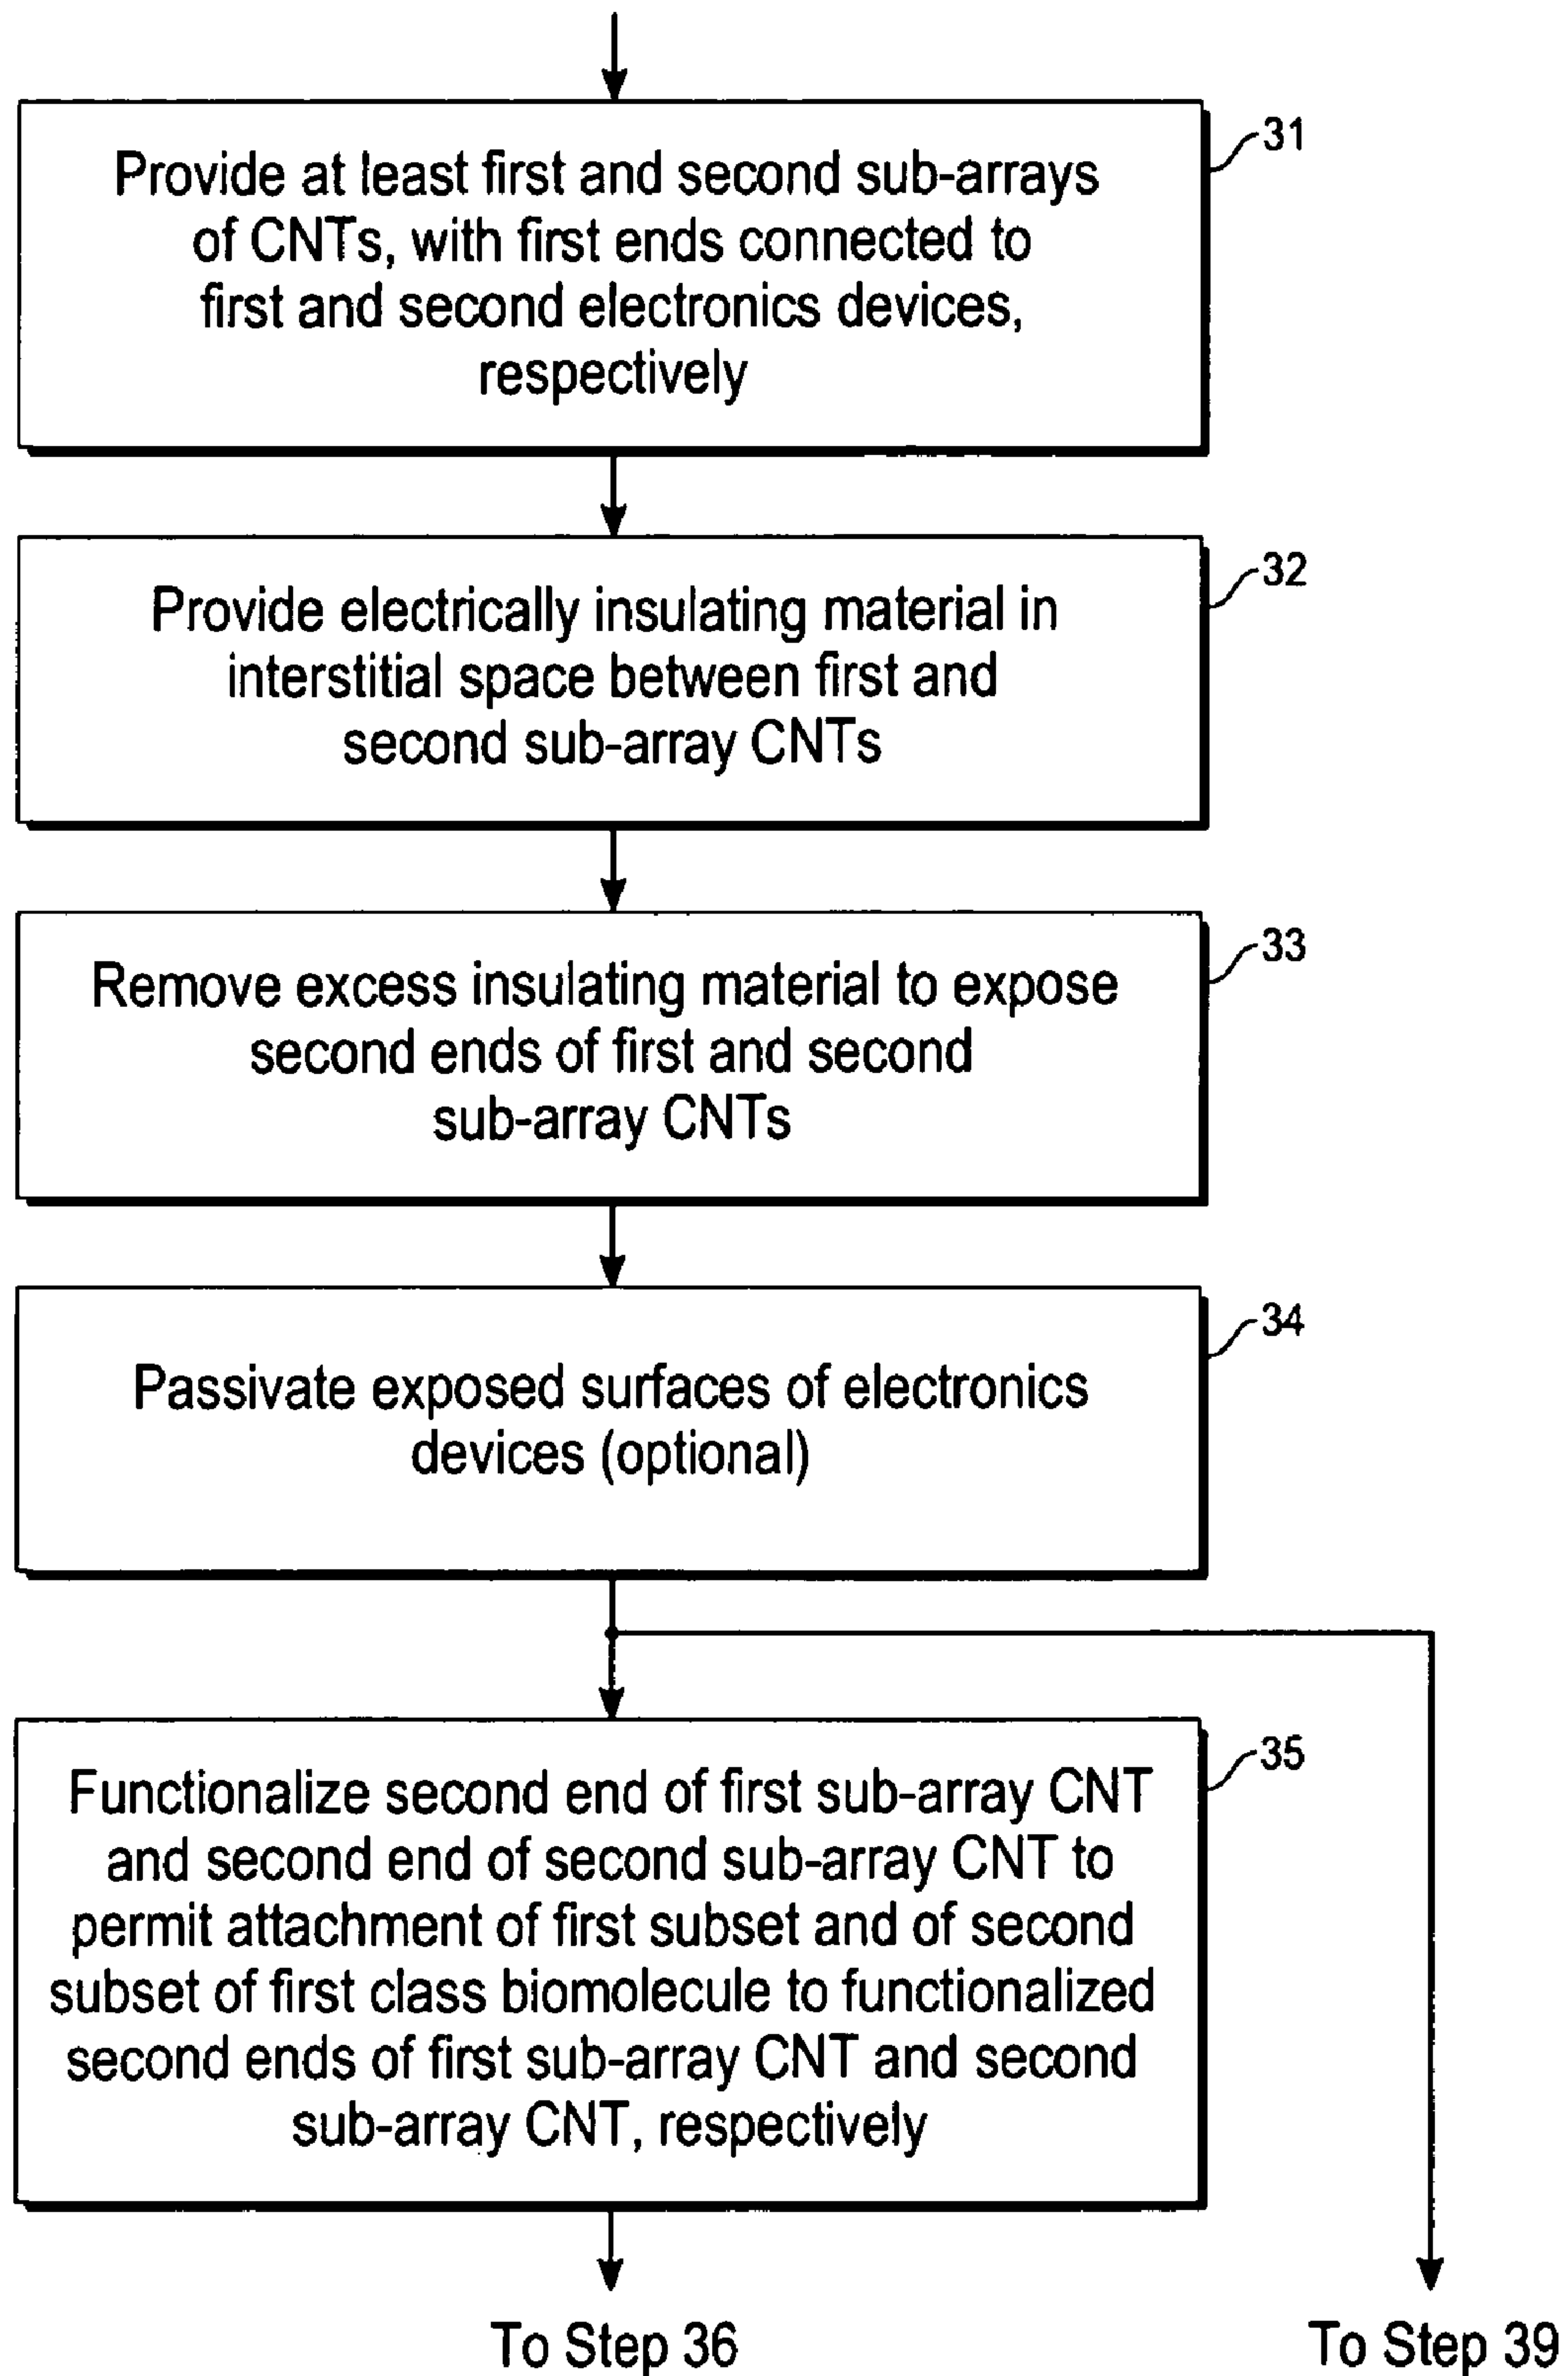 Provide at least first and second sub-arrays
of CNTs, with first ends connected to
first and second electronics devices,
respectively
31
Provide electrically insulating material in
interstitial space between first and
second sub-array CNTs
32
Remove excess insulating material to expose
second ends of first and second
sub-array CNTs
33
Passivate exposed surfaces of electronics
devices (optional)
34
Functionalize second end of first sub-array CNT
and second end of second sub-array CNT to
permit attachment of first subset and of second
subset of first class biomolecule to functionalized
second ends of first sub-array CNT and second
sub-array CNT, respectively
35
To Step 36
To Step 39